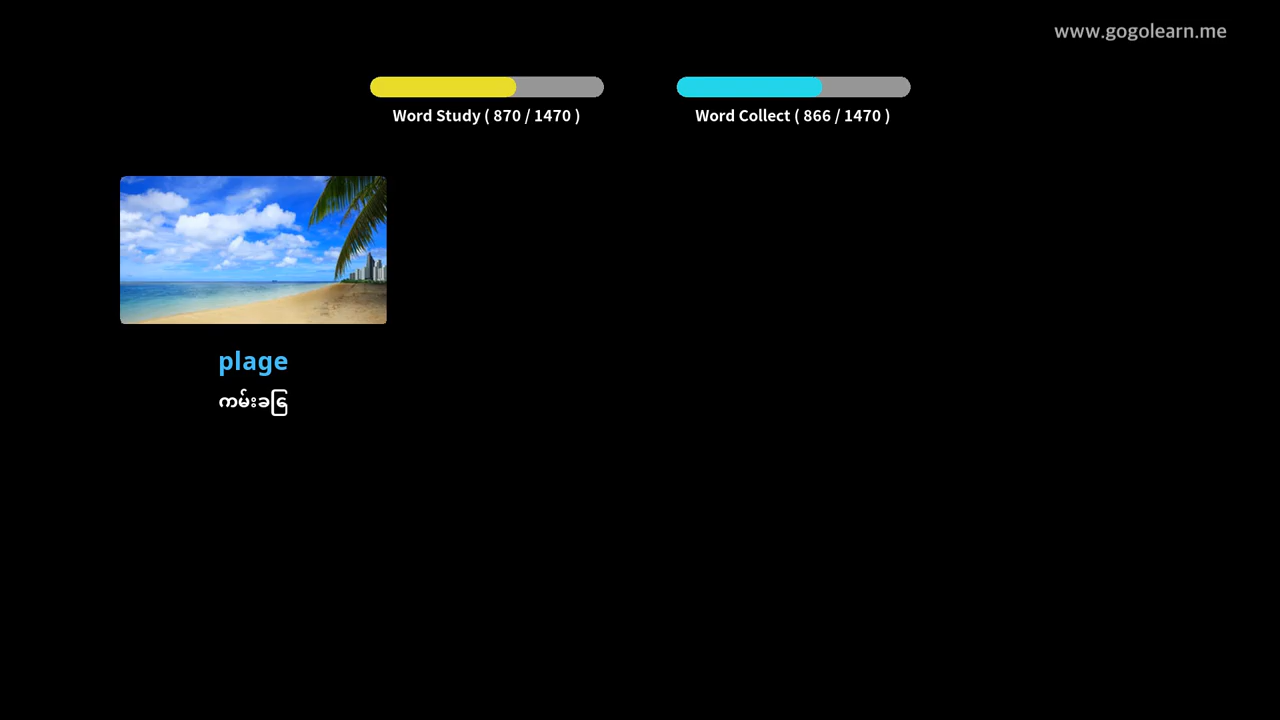 www.gogolearn.me
Word Study ( 870 / 1470 )
Word Collect ( 866 / 1470 )
plage
ကမ်းခြေ